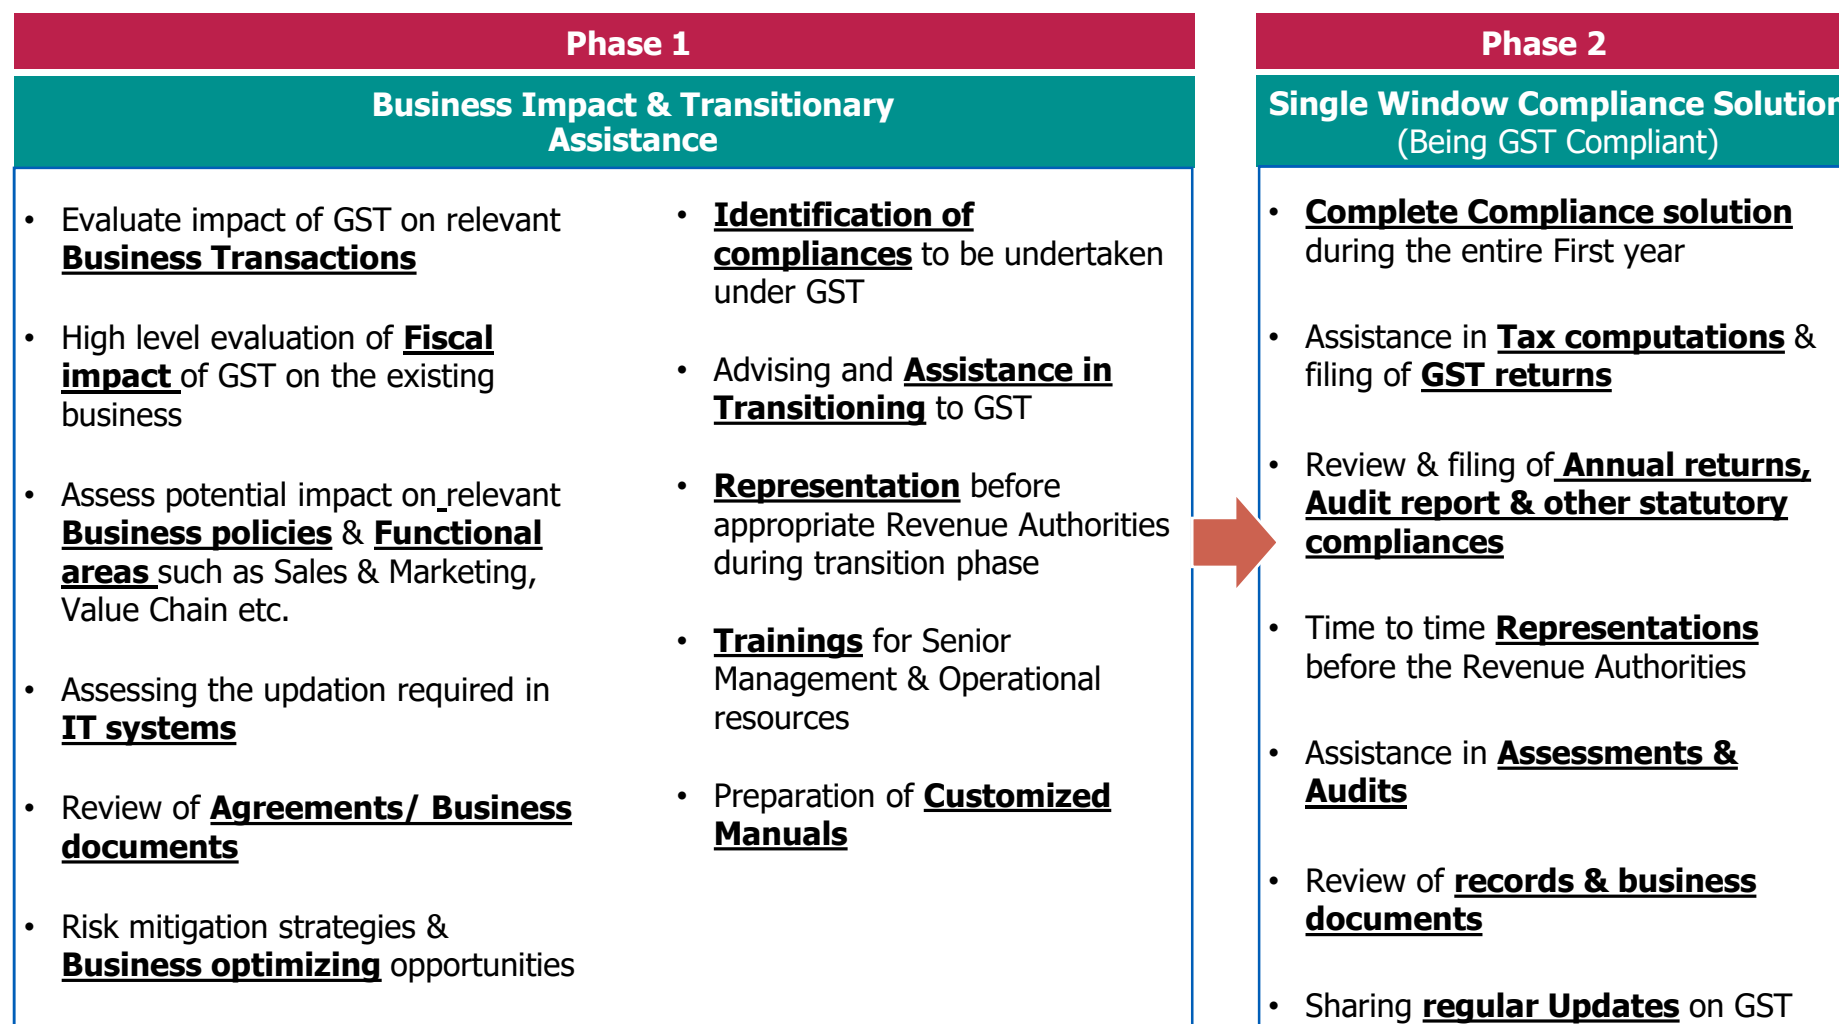 Phase 1
Business Impact & Transitionary
Assistance
• Evaluate impact of GST on relevant
Business Transactions
• High level evaluation of Fiscal
impact of GST on the existing
business
• Assess potential impact on relevant
Business policies & Functional
areas such as Sales & Marketing,
Value Chain etc.
• Assessing the updation required in
IT systems
• Review of Agreements/ Business
documents
• Risk mitigation strategies &
Business optimizing opportunities
• Identification of
compliances to be undertaken
under GST
• Advising and Assistance in
Transitioning to GST
• Representation before
appropriate Revenue Authorities
during transition phase
• Trainings for Senior
Management & Operational
resources
• Preparation of Customized
Manuals
Phase 2
Single Window Compliance Solution
(Being GST Compliant)
• Complete Compliance solution
during the entire First year
• Assistance in Tax computations &
filing of GST returns
• Review & filing of Annual returns,
Audit report & other statutory
compliances
• Time to time Representations
before the Revenue Authorities
• Assistance in Assessments &
Audits
• Review of records & business
documents
• Sharing regular Updates on GST